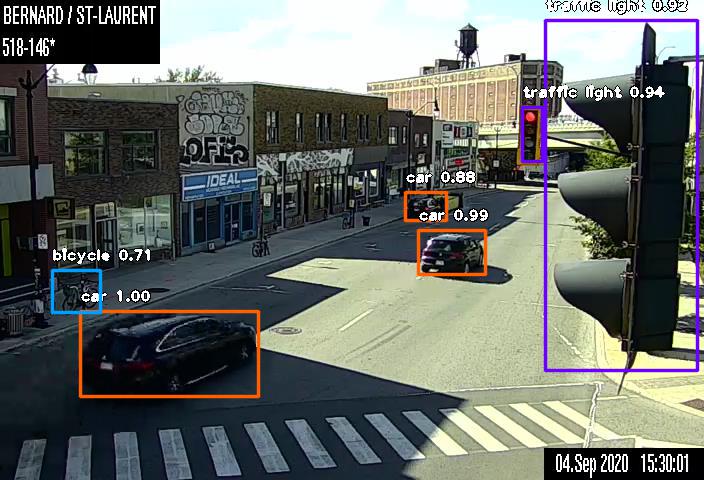 BERNARD / ST-LAURENT
518-146*
traffic light 0.92
traffic light 0.94
car 0.88
IDEAL
car 0.99
bicycle 0.71
car 1.00
04.Sep 2020 15:30:01